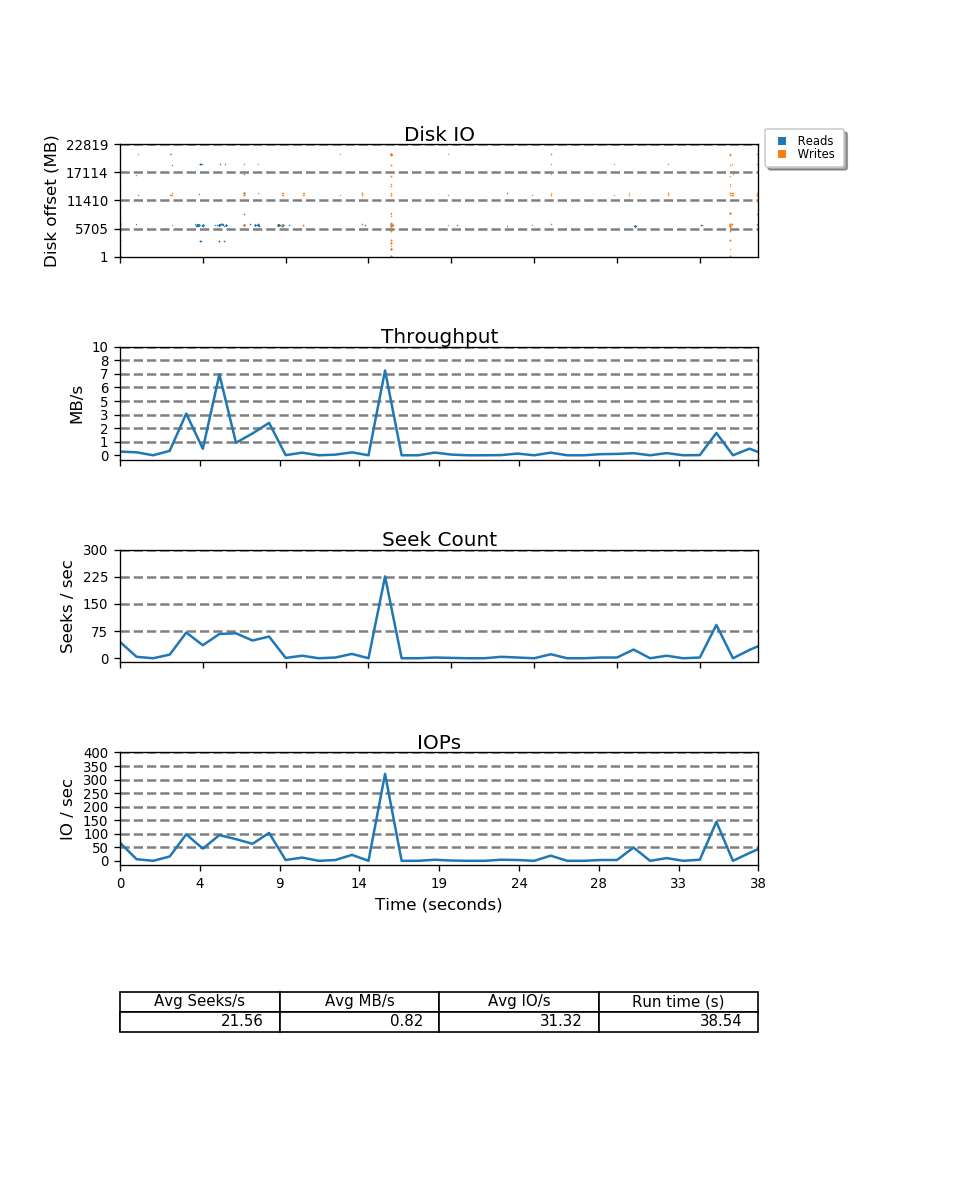 Disk IO
Disk offset (MB)
22819
17114
11410
5705
1
Reads
Writes
Throughput
MB/s
10
8
7
6
5
3
2
1
0
Seek Count
Seeks / sec
300
225
150
75
0
IOPs
IO / sec
400
350
300
250
200
150
100
50
0
0 4 9 14 19 24 28 33 38
Time (seconds)
Avg Seeks/s Avg MB/s Avg IO/s Run time (s)
21.56 0.82 31.32 38.54